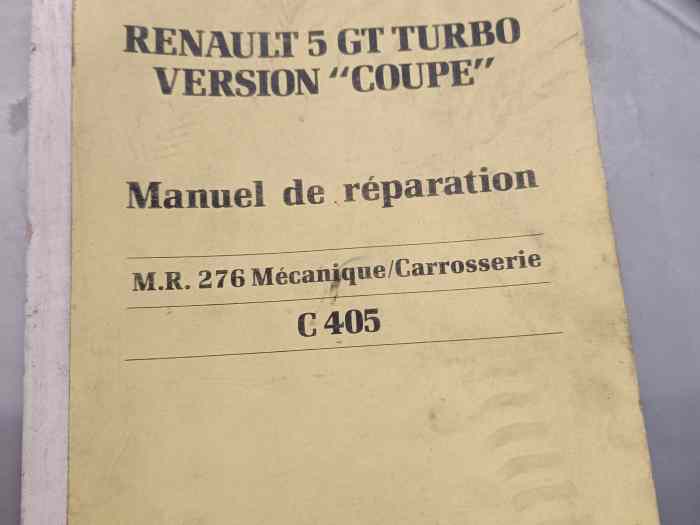 RENAULT 5 GT TURBO
VERSION "COUPE"
Manuel de réparation
M.R. 276 Mécanique/Carrosserie
C 405